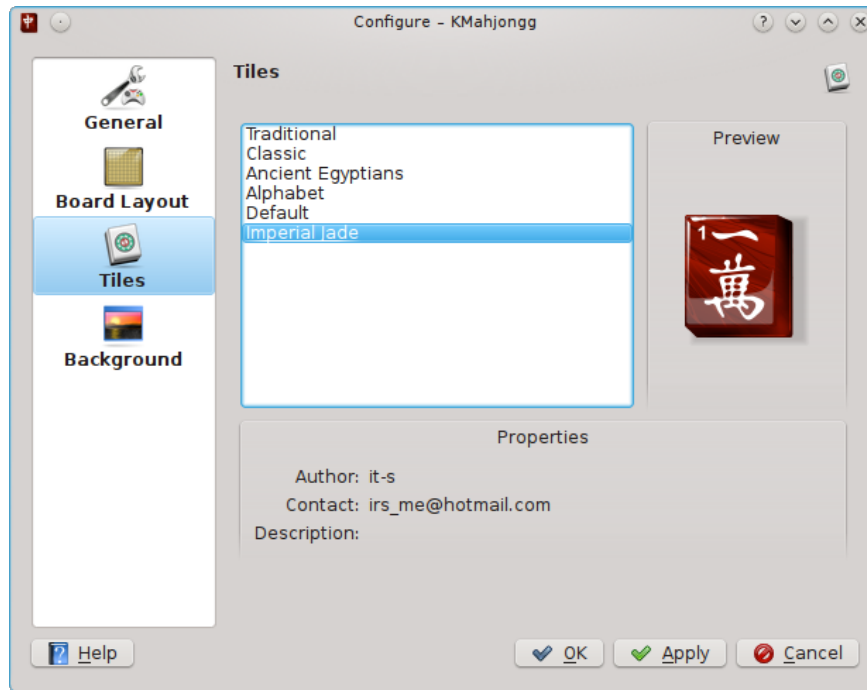 Configure – KMahjongg
General
Board Layout
Tiles
Background
Tiles
Traditional
Classic
Ancient Egyptians
Alphabet
Default
Imperial Jade
Preview
1
一
萬
Properties
Author: it-s
Contact: irs_me@hotmail.com
Description:
Help
OK
Apply
Cancel